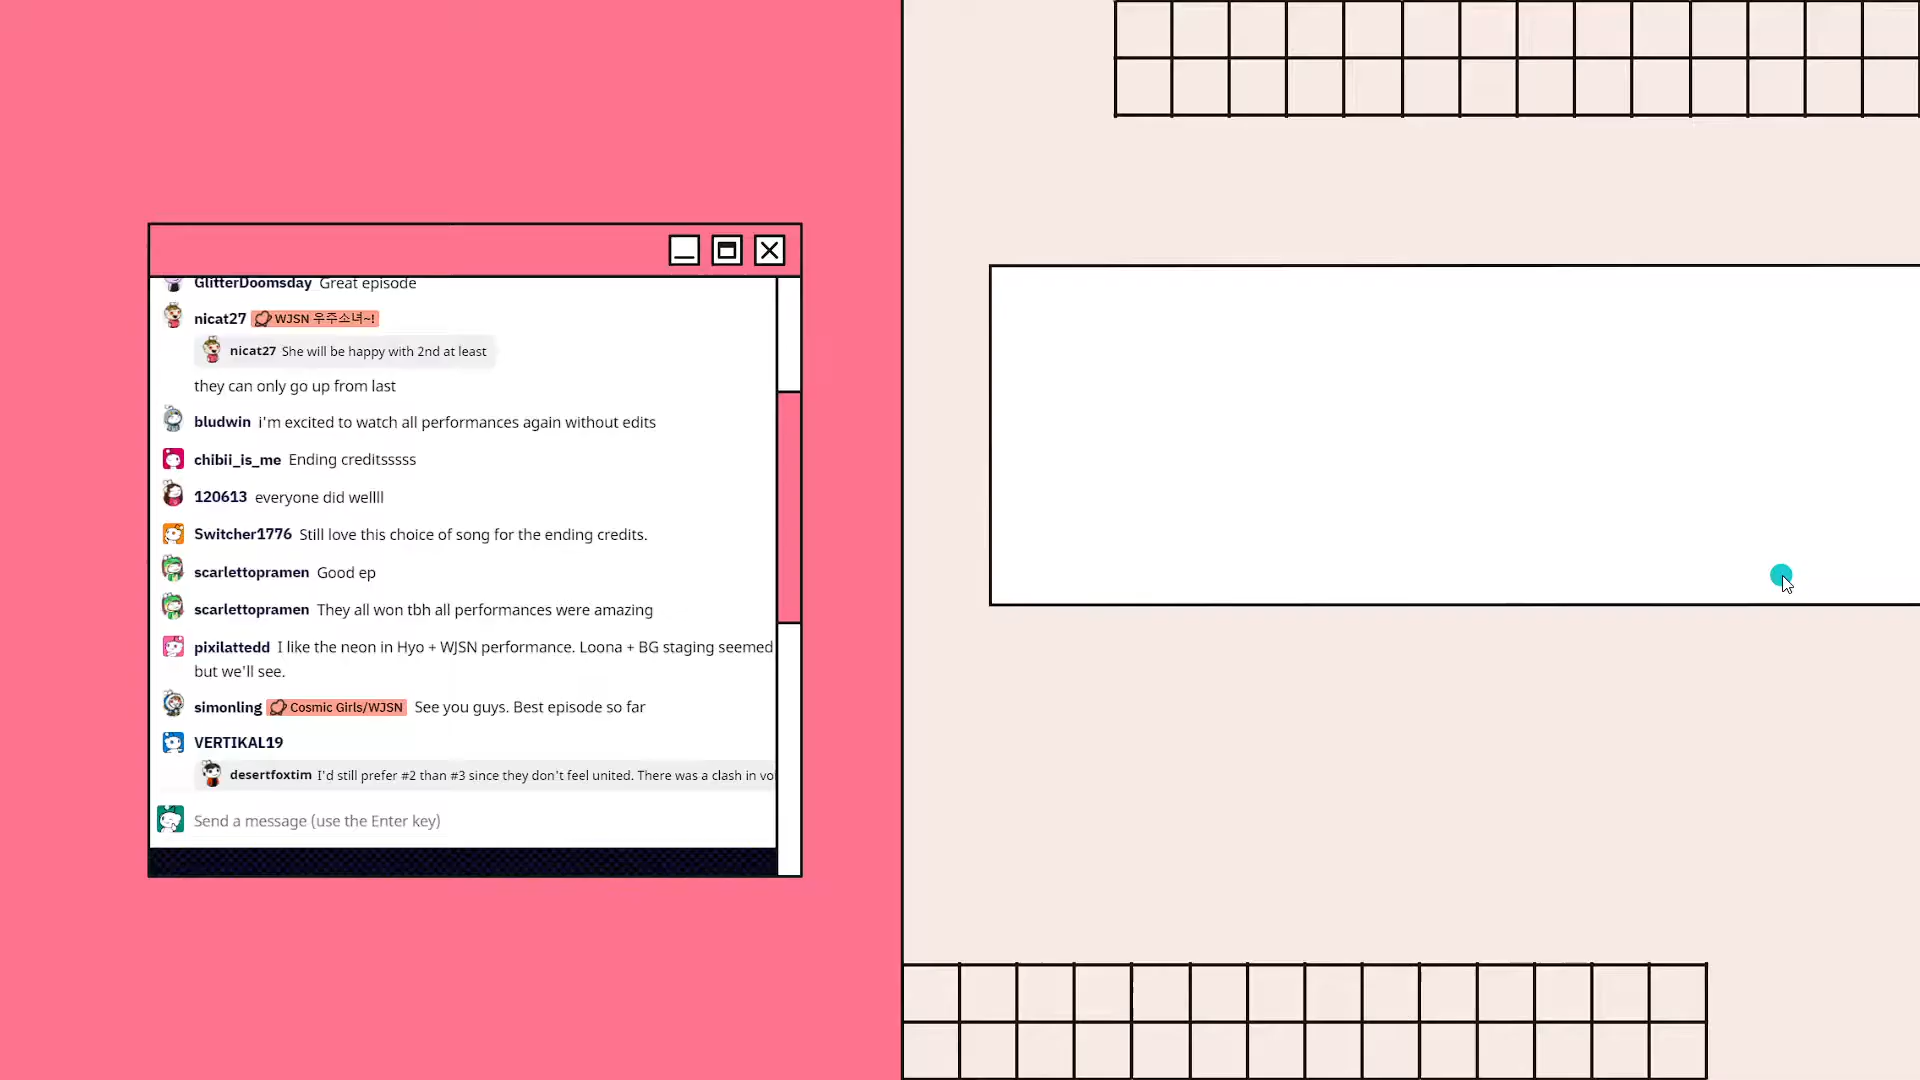 GlitterDoomsday Great episode
nicat27 WJSN 우주소녀~!
nicat27 She will be happy with 2nd at least
they can only go up from last
bludwin i'm excited to watch all performances again without edits
chibii_is_me Ending creditsssss
120613 everyone did wellll
Switcher1776 Still love this choice of song for the ending credits.
scarlettopramen Good ep
scarlettopramen They all won tbh all performances were amazing
pixilattedd I like the neon in Hyo + WJSN performance. Loona + BG staging seemed
but we'll see.
simonling Cosmic Girls/WJSN See you guys. Best episode so far
VERTIKAL19
desertfoxtim I'd still prefer #2 than #3 since they don't feel united. There was a clash in vo
Send a message (use the Enter key)